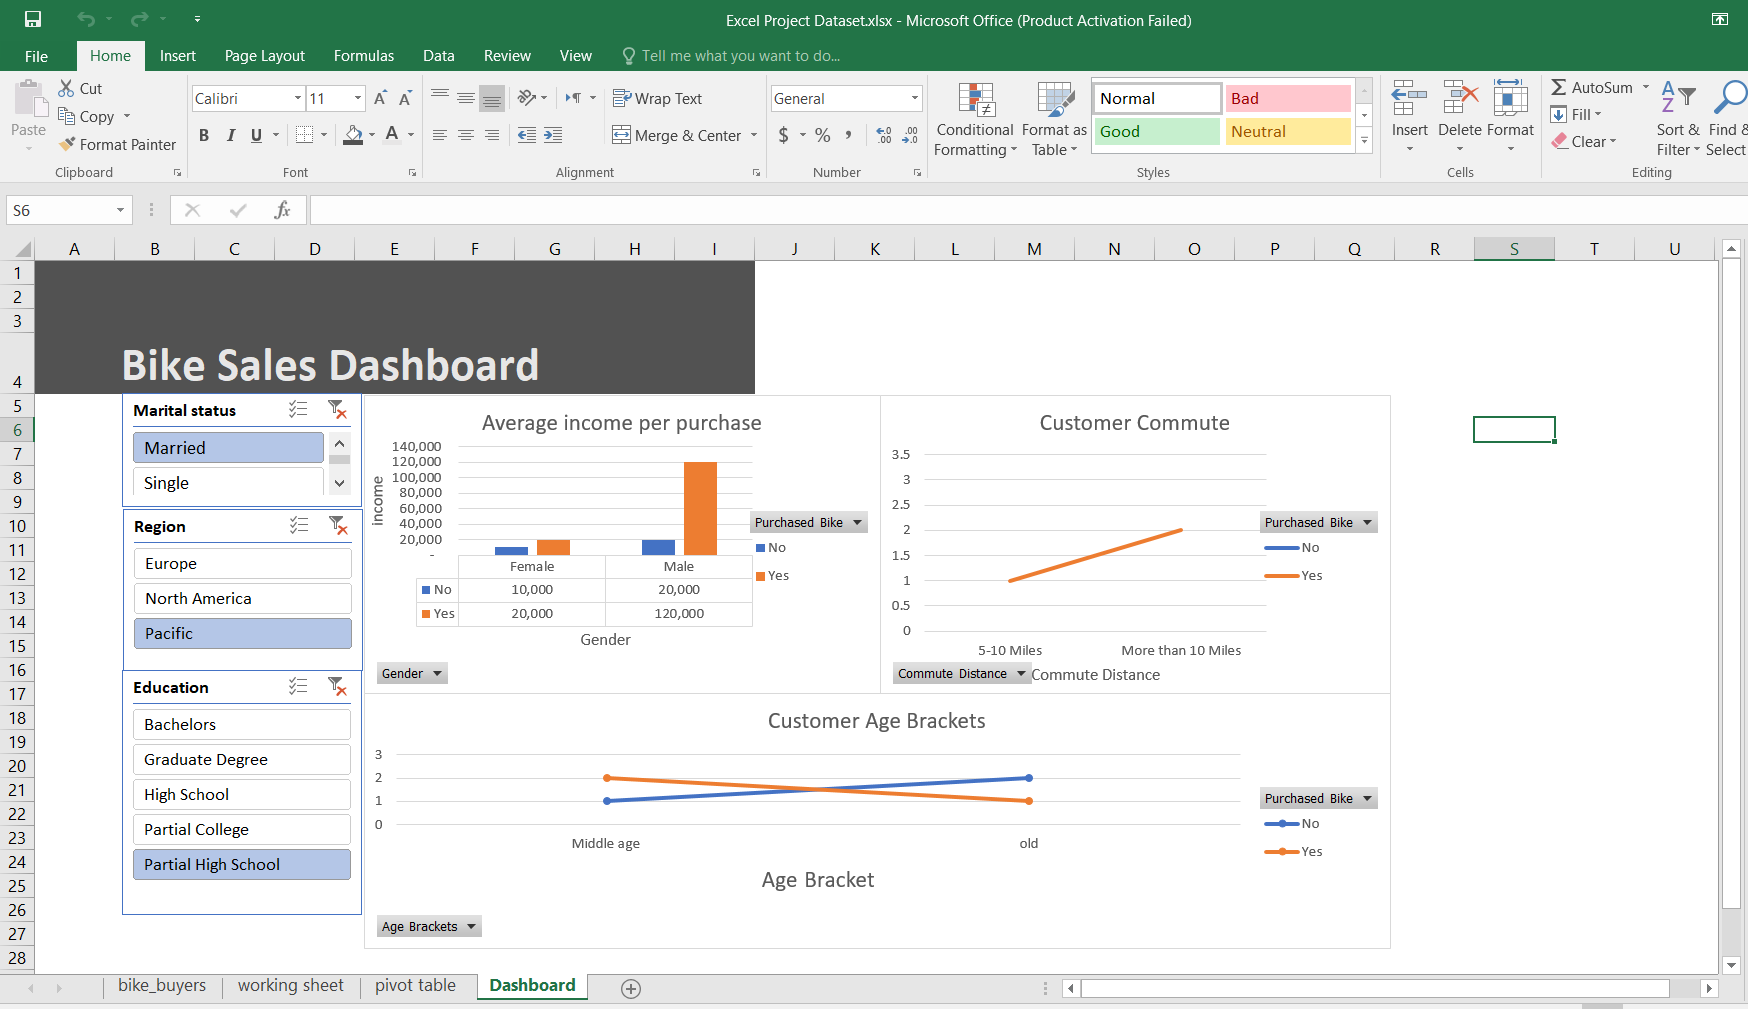 Excel Project Dataset.xlsx - Microsoft Office (Product Activation Failed)
File Home Insert Page Layout Formulas Data Review View Tell me what you want to do...
Paste
Cut
Copy
Format Painter
Clipboard
Calibri 11 A A
B I U A
Font
Wrap Text
Merge & Center
Alignment
General
$ % ,
.00
.00
Number
Conditional Formatting
Format as Table
Normal Bad
Good Neutral
Styles
Insert Delete Format
Cells
AutoSum
Fill
Clear
Sort & Filter
Find & Select
Editing
S6 fx
A B C D E F G H I J K L M N O P Q R S T U
1
2
3
4
5
6
7
8
9
10
11
12
13
14
15
16
17
18
19
20
21
22
23
24
25
26
27
28
Bike Sales Dashboard
Marital status
Married
Single
Region
Europe
North America
Pacific
Education
Bachelors
Graduate Degree
High School
Partial College
Partial High School
Average income per purchase
income
140,000
120,000
100,000
80,000
60,000
40,000
20,000
-
Female Male
No 10,000 20,000
Yes 20,000 120,000
Gender
Purchased Bike
No
Yes
Gender
Customer Commute
3.5
3
2.5
2
1.5
1
0.5
0
5-10 Miles More than 10 Miles
Commute Distance Commute Distance
Purchased Bike
No
Yes
Customer Age Brackets
3
2
1
0
Middle age old
Age Bracket
Purchased Bike
No
Yes
Age Brackets
bike_buyers working sheet pivot table Dashboard